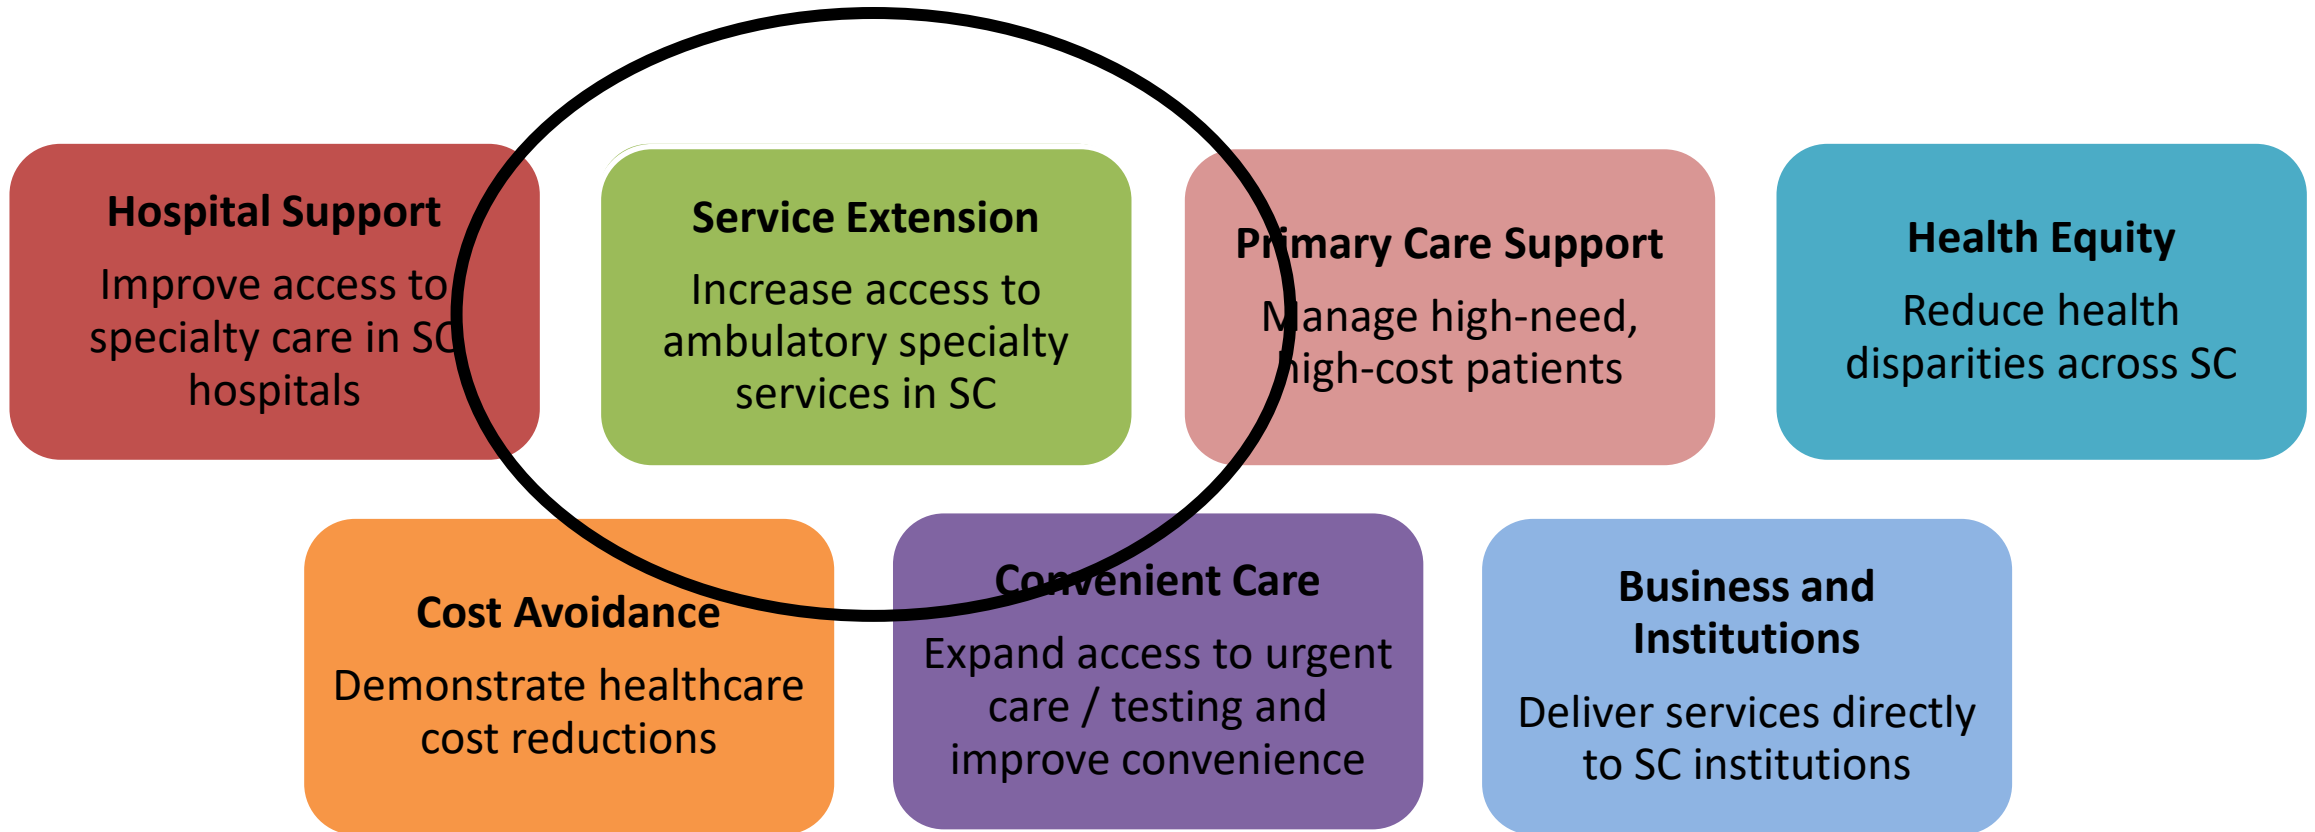 Hospital Support
Improve access to
specialty care in SC
hospitals
Service Extension
Increase access to
ambulatory specialty
services in SC
Primary Care Support
Manage high-need,
high-cost patients
Health Equity
Reduce health
disparities across SC
Cost Avoidance
Demonstrate healthcare
cost reductions
Convenient Care
Expand access to urgent
care / testing and
improve convenience
Business and
Institutions
Deliver services directly
to SC institutions